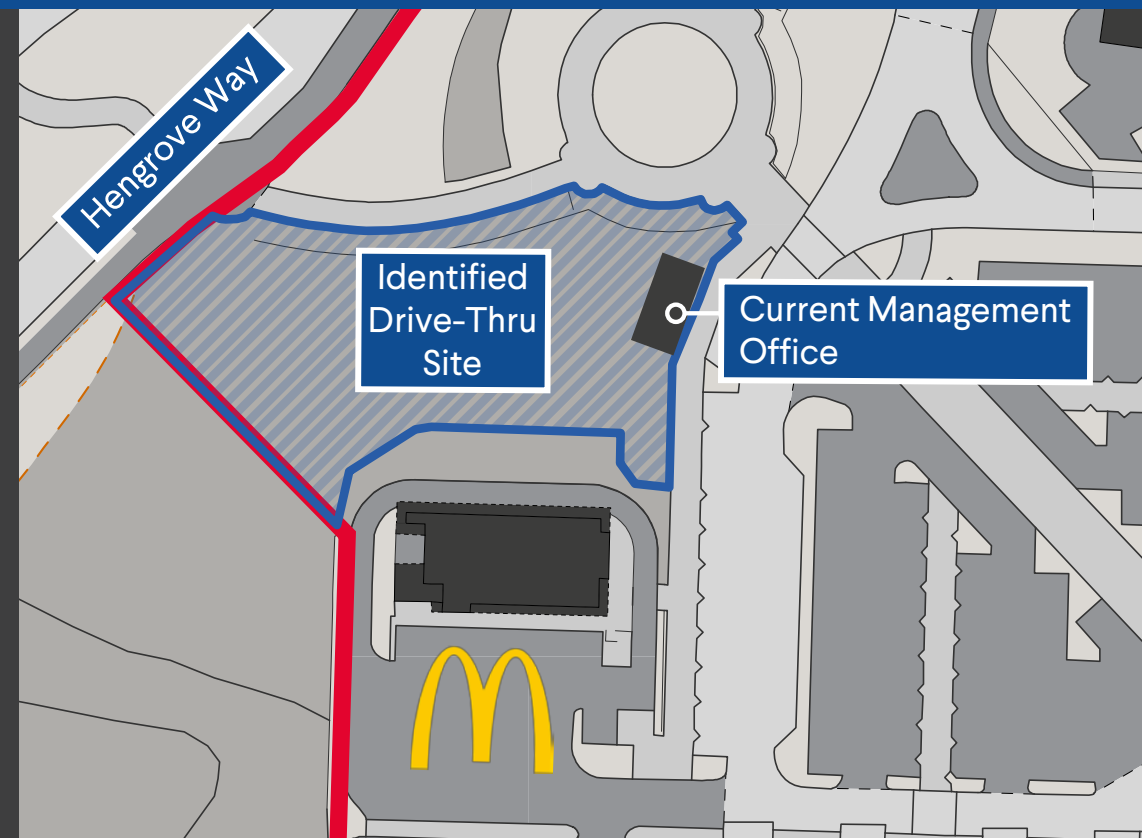 Hengrove Way
Identified
Drive-Thru
Site
Current Management
Office